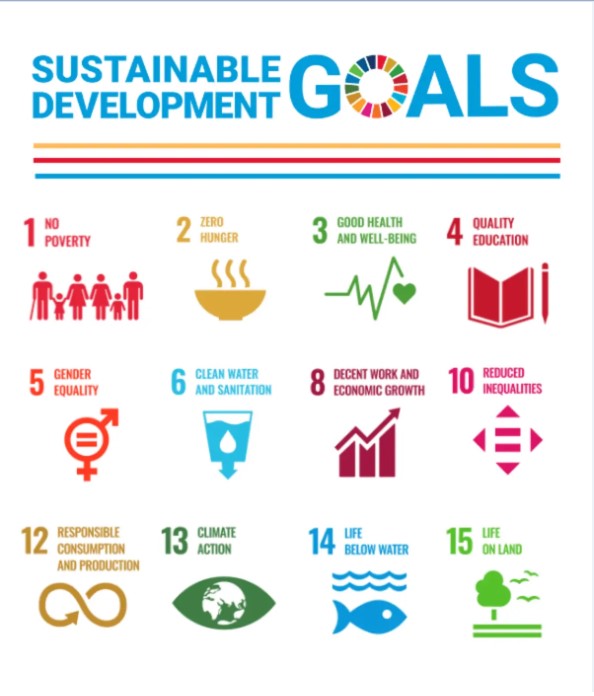 SUSTAINABLE
DEVELOPMENT
GOALS
1 NO
POVERTY
2 ZERO
HUNGER
3 GOOD HEALTH
AND WELL-BEING
4 QUALITY
EDUCATION
5 GENDER
EQUALITY
6 CLEAN WATER
AND SANITATION
8 DECENT WORK AND
ECONOMIC GROWTH
10 REDUCED
INEQUALITIES
12 RESPONSIBLE
CONSUMPTION
AND PRODUCTION
13 CLIMATE
ACTION
14 LIFE
BELOW WATER
15 LIFE
ON LAND